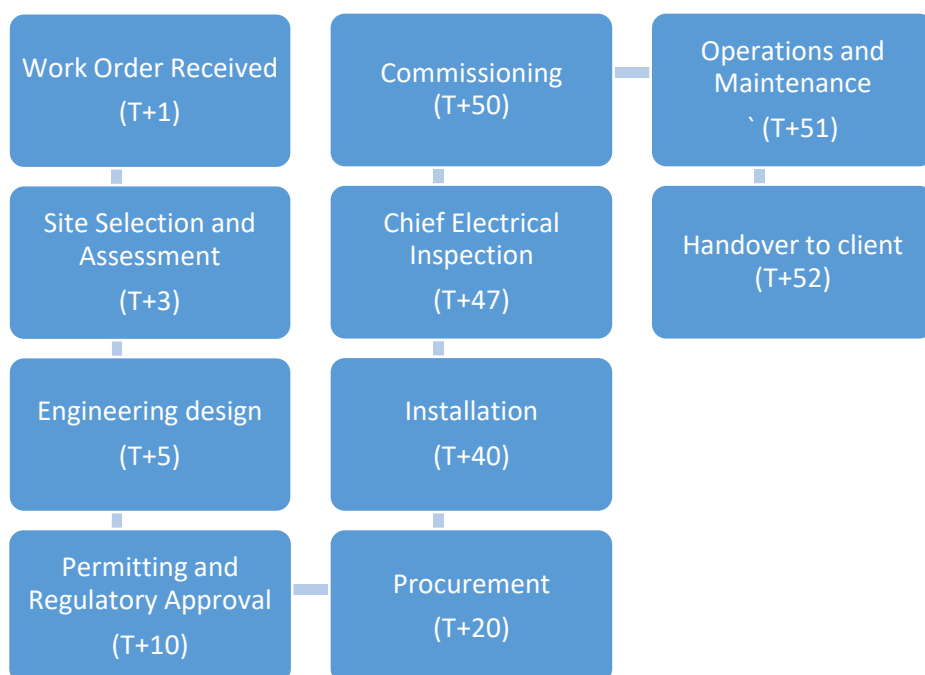 Work Order Received
(T+1)
Site Selection and
Assessment
(T+3)
Engineering design
(T+5)
Permitting and
Regulatory Approval
(T+10)
Procurement
(T+20)
Installation
(T+40)
Chief Electrical
Inspection
(T+47)
Commissioning
(T+50)
Operations and
Maintenance
` (T+51)
Handover to client
(T+52)